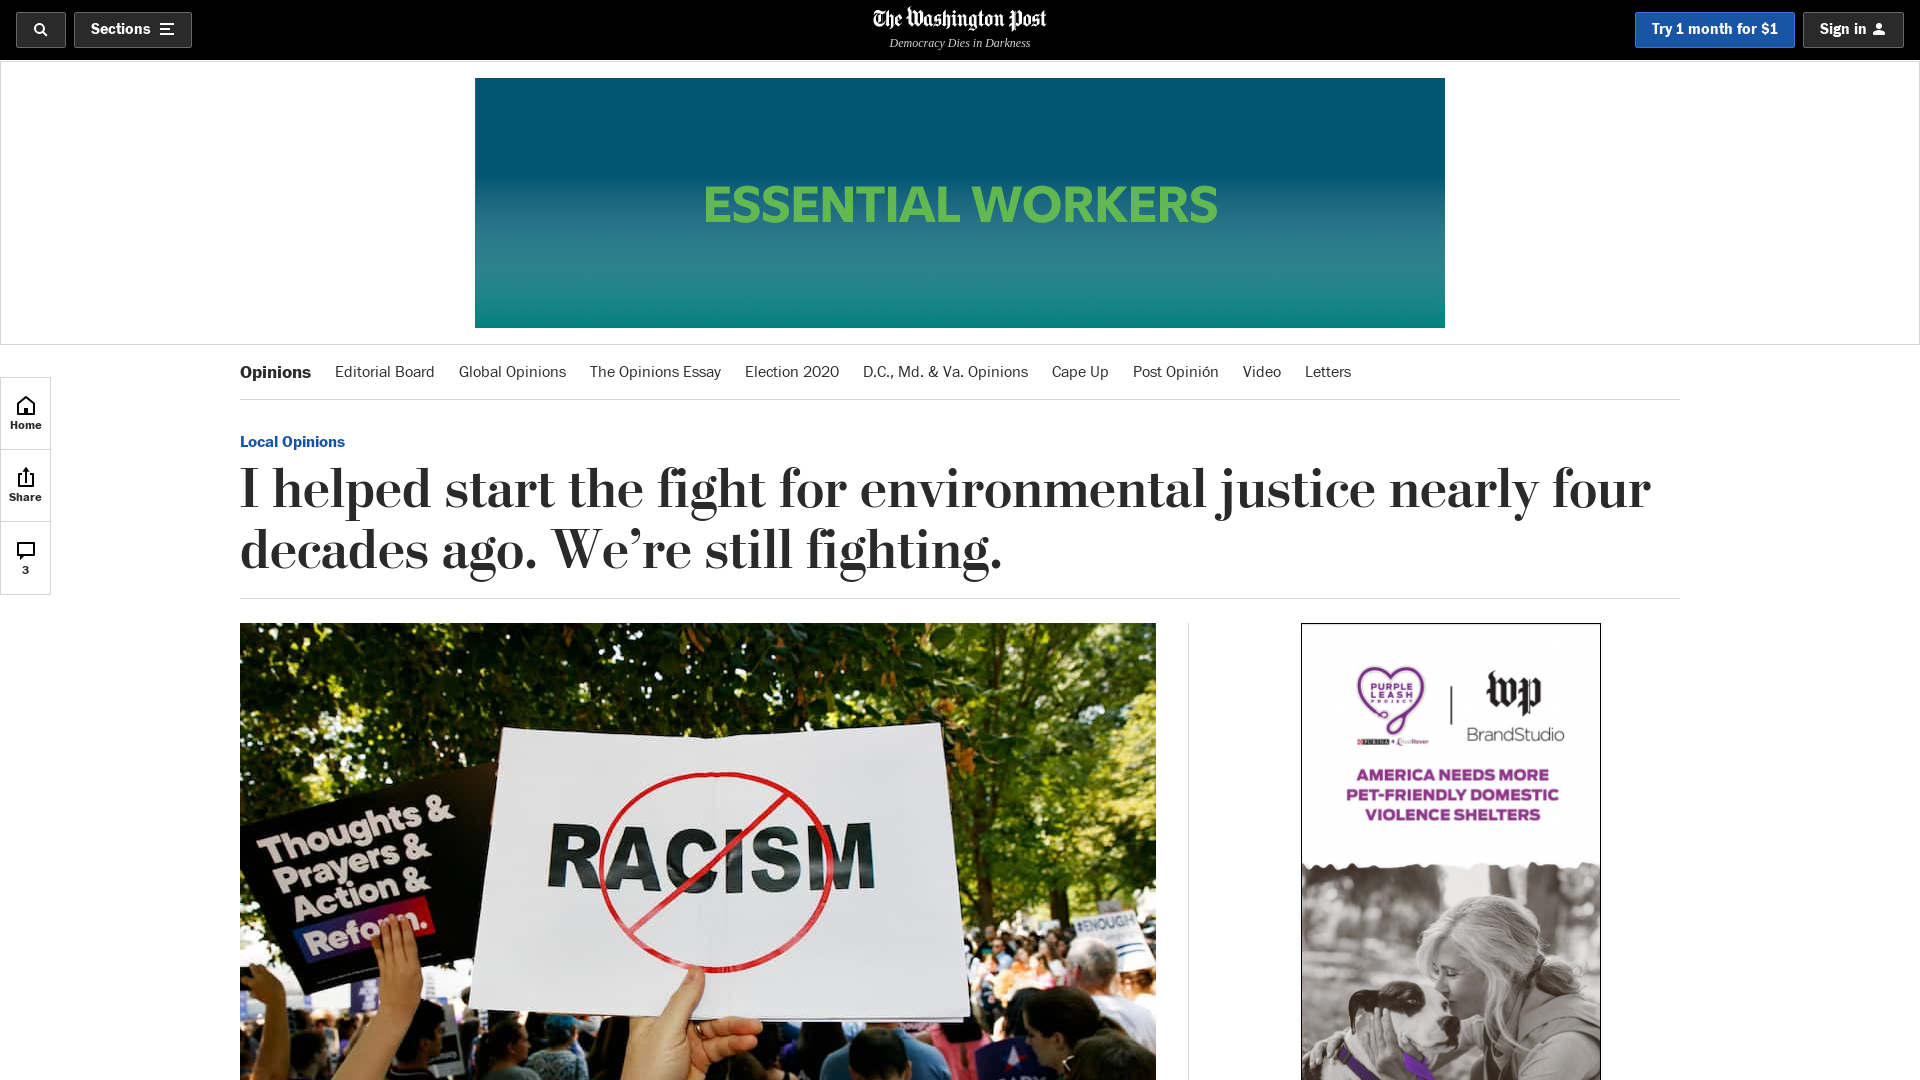 Sections
The Washington Post
Democracy Dies in Darkness
Try 1 month for $1
Sign in
ESSENTIAL WORKERS
Opinions
Editorial Board
Global Opinions
The Opinions Essay
Election 2020
D.C., Md. & Va. Opinions
Cape Up
Post Opinión
Video
Letters
Home
Share
3
Local Opinions
I helped start the fight for environmental justice nearly four
decades ago. We’re still fighting.
Thoughts &
Prayers &
Action &
Reform.
RACISM
#ENOUGH
PURPLE
LEASH
PROJECT
PURINA
wp
BrandStudio
AMERICA NEEDS MORE
PET-FRIENDLY DOMESTIC
VIOLENCE SHELTERS